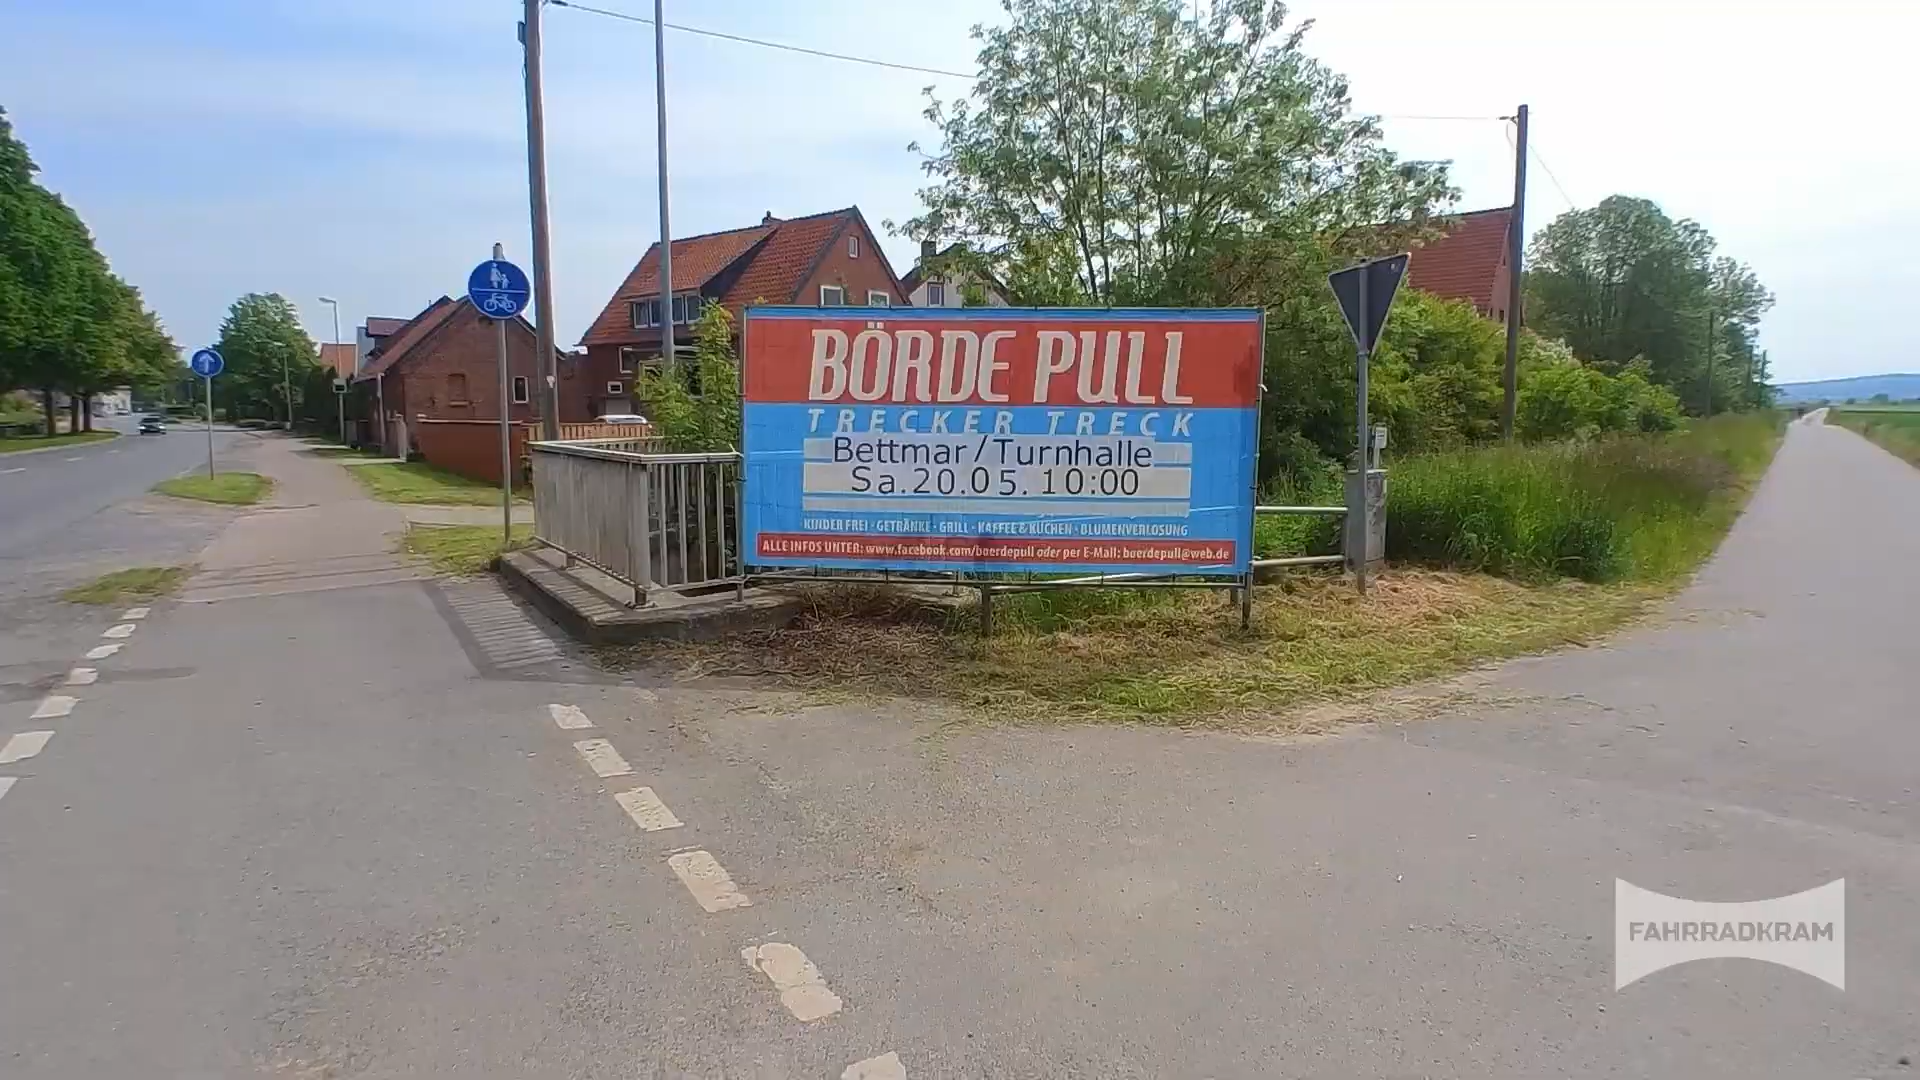 BÖRDE PULL
TRECKER TRECK
Bettmar/Turnhalle
Sa.20.05. 10:00
KINDER FREI · GETRÄNKE · GRILL · KAFFEE & KUCHEN · BLUMENVERLOSUNG
ALLE INFOS UNTER: www.facebook.com/boerdepull oder per E-Mail: boerdepull@web.de
FAHRRADKRAM